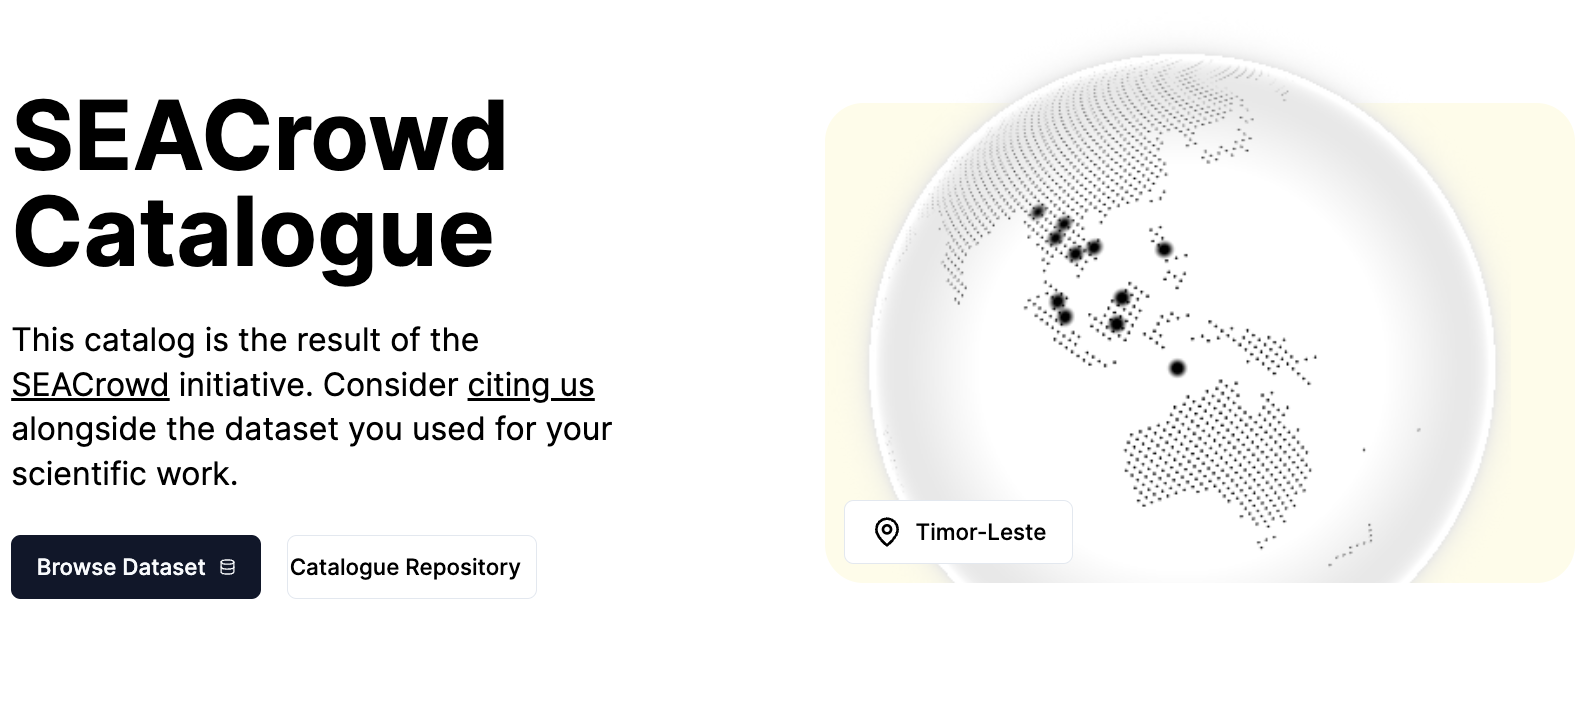 SEACrowd
Catalogue
This catalog is the result of the
SEACrowd initiative. Consider citing us
alongside the dataset you used for your
scientific work.
Browse Dataset
Catalogue Repository
Timor-Leste